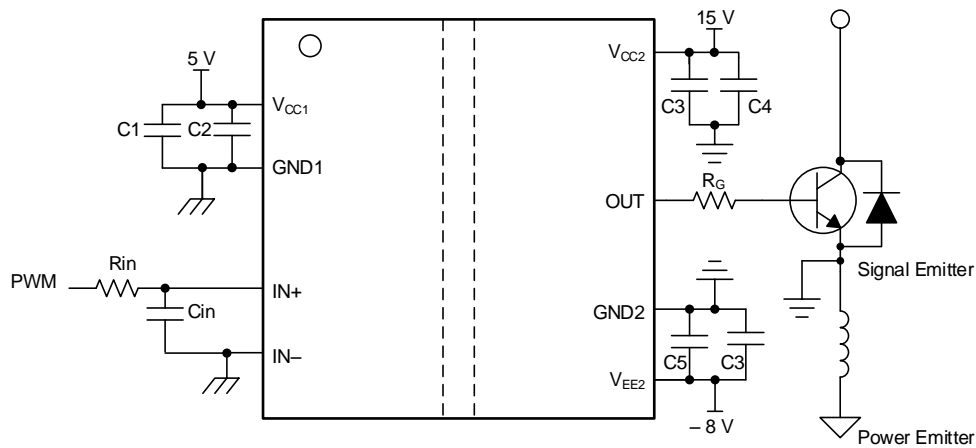 15 V
5 V
VCC2
VCC1
C3
C4
C1
C2
GND1
RG
OUT
PWM
Rin
IN+
Signal Emitter
Cin
GND2
IN–
C5
C3
VEE2
– 8 V
Power Emitter